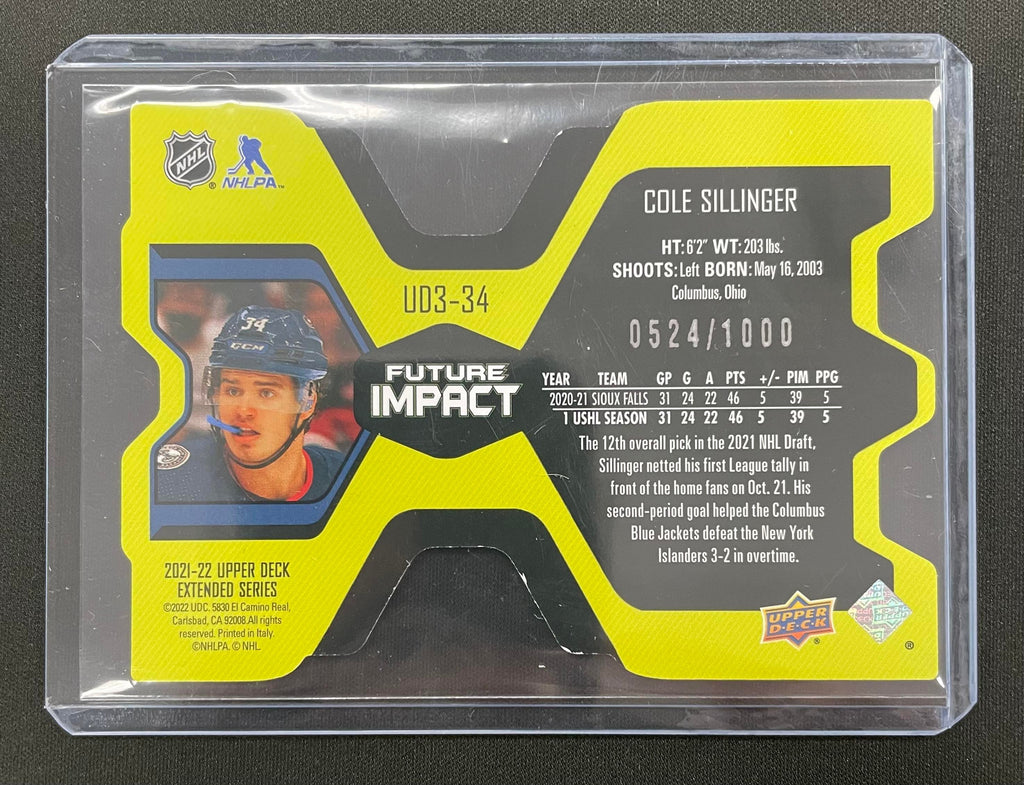 NHL ®
NHLPA™
COLE SILLINGER
HT: 6'2" WT: 203 lbs.
SHOOTS: Left BORN: May 16, 2003
Columbus, Ohio
0524/1000
UD3-34
34
CCM
FUTURE
IMPACT
YEAR TEAM GP G A PTS +/- PIM PPG
2020-21 SIOUX FALLS 31 24 22 46 5 39 5
1 USHL SEASON 31 24 22 46 5 39 5
The 12th overall pick in the 2021 NHL Draft,
Sillinger netted his first League tally in
front of the home fans on Oct. 21. His
second-period goal helped the Columbus
Blue Jackets defeat the New York
Islanders 3-2 in overtime.
2021-22 UPPER DECK
EXTENDED SERIES
©2022 UDC. 5830 El Camino Real,
Carlsbad, CA 92008. All rights
reserved. Printed in Italy.
©NHLPA. © NHL.
UPPER
D·E·C·K ®
®